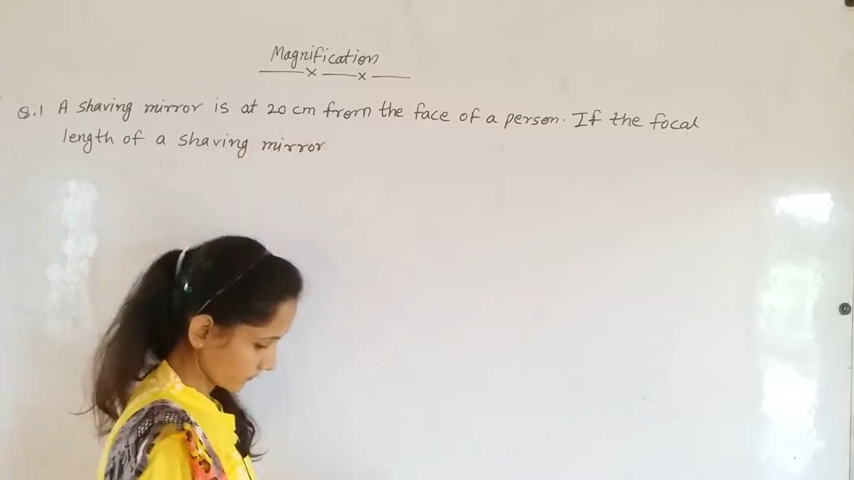 Magnification
Q:1 A shaving mirror is at 20 cm from the face of a person. If the focal
length of a shaving mirror